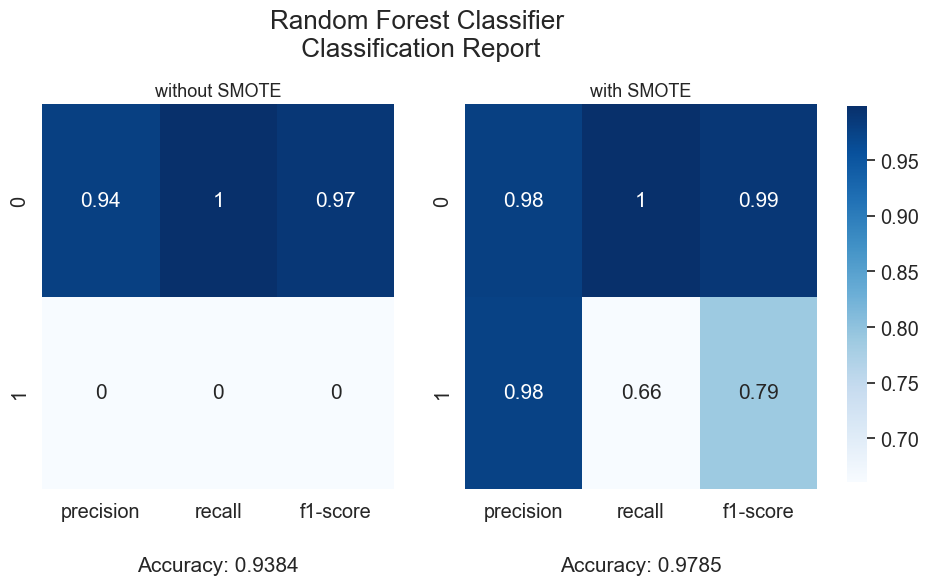 Random Forest Classifier
Classification Report
without SMOTE
0
0.94 1 0.97
1
0 0 0
precision recall f1-score
Accuracy: 0.9384
with SMOTE
0
0.98 1 0.99
1
0.98 0.66 0.79
precision recall f1-score
Accuracy: 0.9785
0.95
0.90
0.85
0.80
0.75
0.70